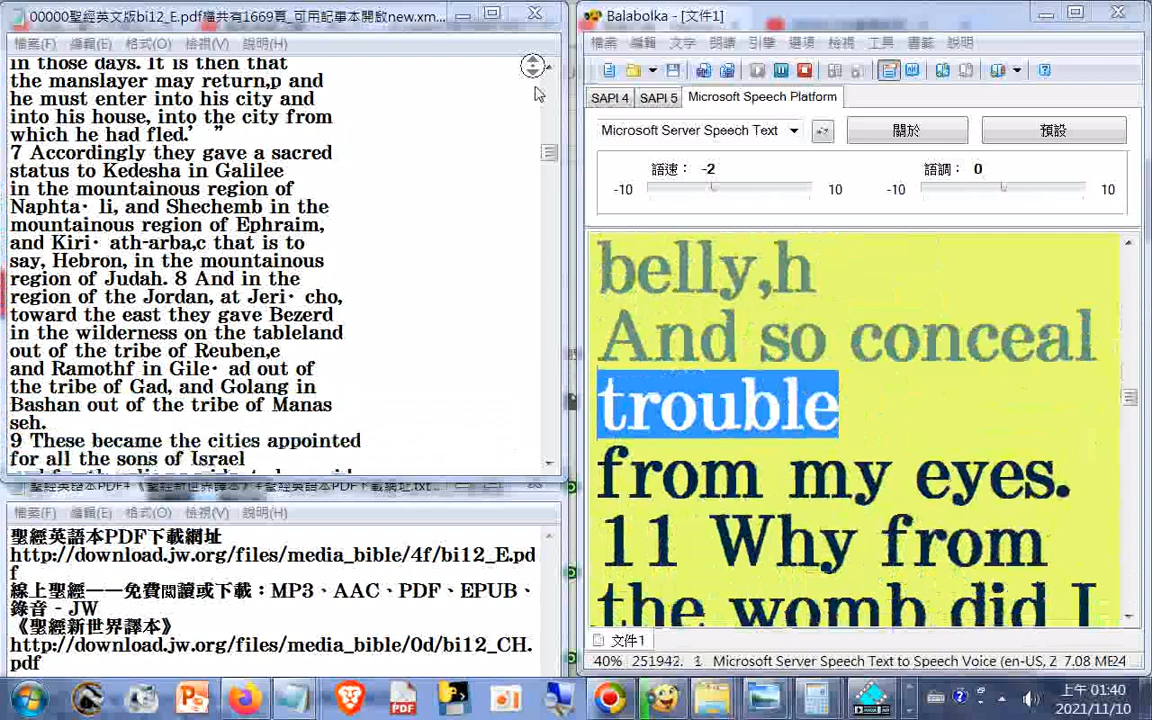 00000聖經英文版bi12_E.pdf檔共有1669頁_可用記事本開啟new.xm...
檔案(F) 編輯(E) 格式(O) 檢視(V) 說明(H)
in those days. It is then that
the manslayer may return,p and
he must enter into his city and
into his house, into the city from
which he had fled.’ ”
7 Accordingly they gave a sacred
status to Kedesha in Galilee
in the mountainous region of
Naphta· li, and Shechemb in the
mountainous region of Ephraim,
and Kiri· ath-arba,c that is to
say, Hebron, in the mountainous
region of Judah. 8 And in the
region of the Jordan, at Jeri· cho,
toward the east they gave Bezerd
in the wilderness on the tableland
out of the tribe of Reuben,e
and Ramothf in Gile· ad out of
the tribe of Gad, and Golang in
Bashan out of the tribe of Manas
seh.
9 These became the cities appointed
for all the sons of Israel
檔案(F) 編輯(E) 格式(O) 檢視(V) 說明(H)
聖經英語本PDF下載網址
http://download.jw.org/files/media_bible/4f/bi12_E.pd
f
線上聖經——免費閱讀或下載：MP3、AAC、PDF、EPUB、
錄音 - JW
《聖經新世界譯本》
http://download.jw.org/files/media_bible/0d/bi12_CH.
pdf
Balabolka - [文件1]
檔案 編輯 文字 朗讀 引擎 選項 檢視 工具 書籤 說明
SAPI 4 SAPI 5 Microsoft Speech Platform
Microsoft Server Speech Text 關於 預設
語速： -2 語調： 0
-10 10 -10 10
belly,h
And so conceal
trouble
from my eyes.
11 Why from
the womb did I
文件1
40% 251942. 1 Microsoft Server Speech Text to Speech Voice (en-US, Z 7.08 ME24
上午 01:40
2021/11/10